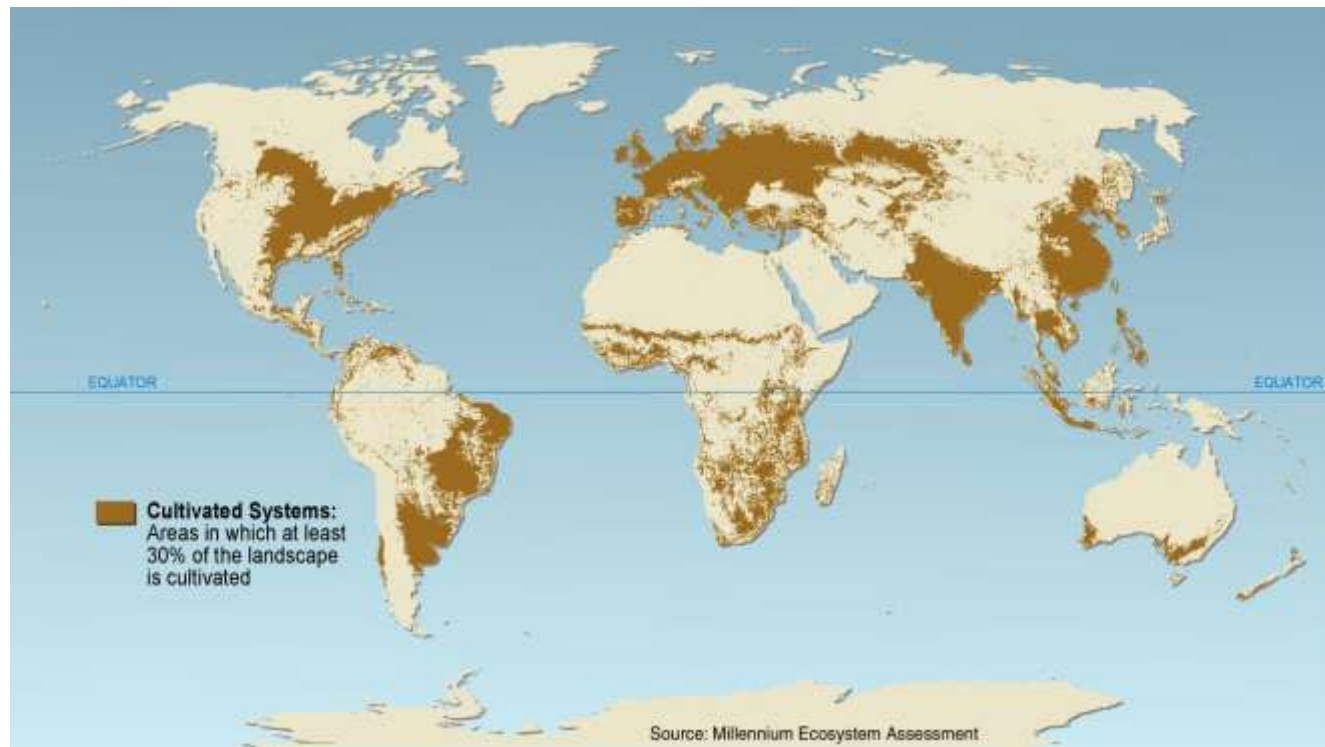 EQUATOR
EQUATOR
Cultivated Systems:
Areas in which at least
30% of the landscape
is cultivated
Source: Millennium Ecosystem Assessment